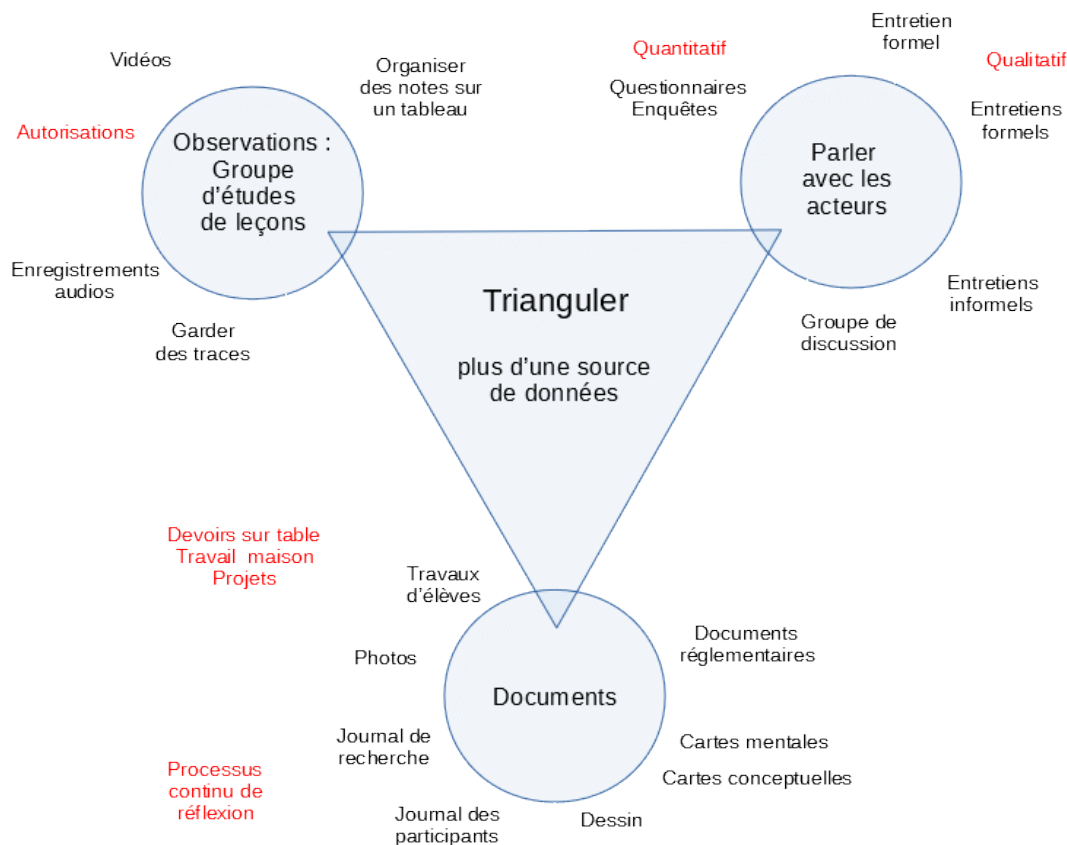 Vidéos
Organiser
des notes sur
un tableau
Autorisations
Observations :
Groupe
d’études
de leçons
Enregistrements
audios
Garder
des traces
Quantitatif
Questionnaires
Enquêtes
Entretien
formel
Qualitatif
Entretiens
formels
Parler
avec les
acteurs
Entretiens
informels
Groupe de
discussion
Trianguler
plus d’une source
de données
Devoirs sur table
Travail maison
Projets
Travaux
d’élèves
Photos
Documents
réglementaires
Documents
Journal de
recherche
Cartes mentales
Cartes conceptuelles
Processus
continu de
réflexion
Journal des
participants
Dessin